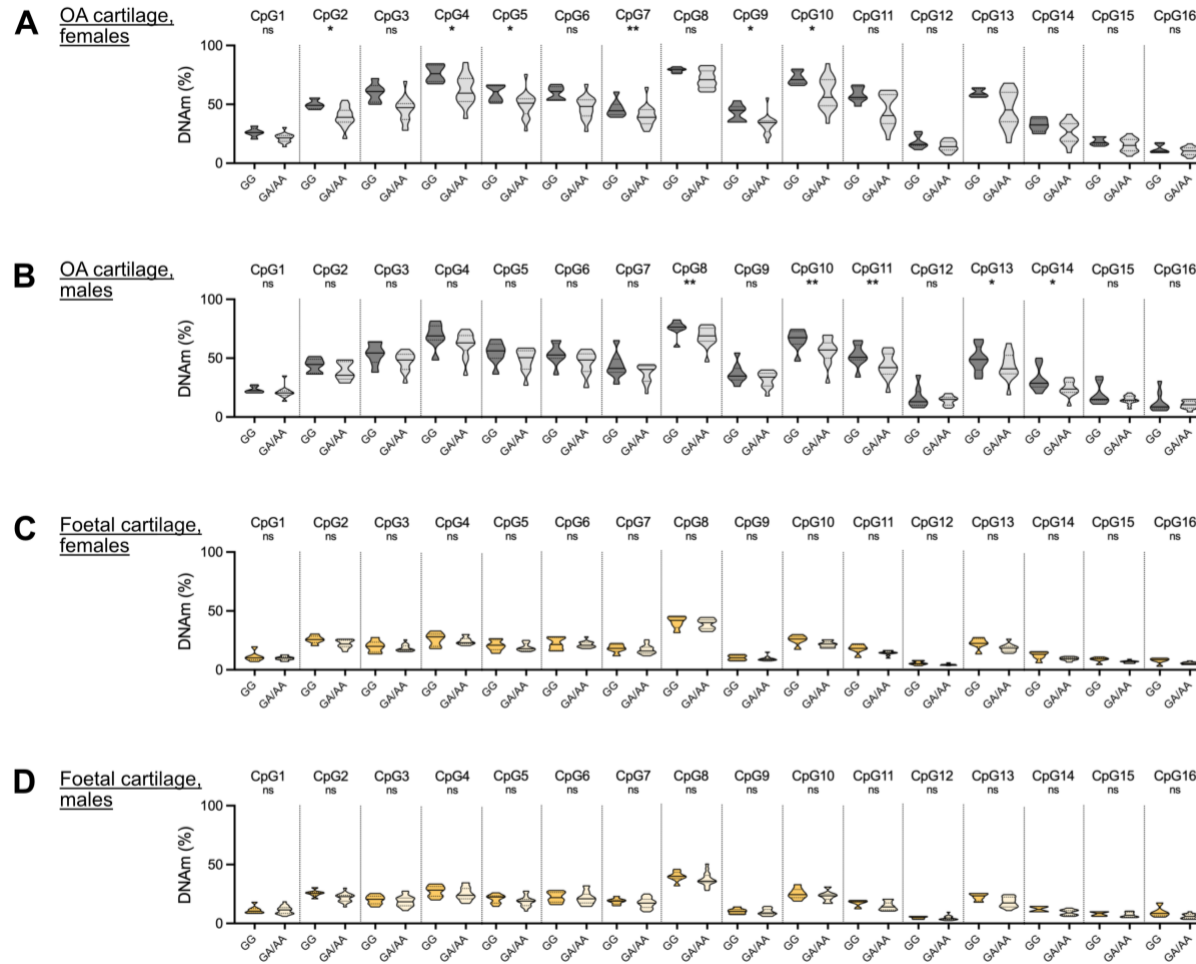 A OA cartilage, females
CpG1 CpG2 CpG3 CpG4 CpG5 CpG6 CpG7 CpG8 CpG9 CpG10 CpG11 CpG12 CpG13 CpG14 CpG15 CpG16
ns * ns * * ns ** ns * * ns ns ns ns ns ns
DNAm (%)
100
50
0
GG GA/AA GG GA/AA GG GA/AA GG GA/AA GG GA/AA GG GA/AA GG GA/AA GG GA/AA GG GA/AA GG GA/AA GG GA/AA GG GA/AA GG GA/AA GG GA/AA GG GA/AA GG GA/AA
B OA cartilage, males
CpG1 CpG2 CpG3 CpG4 CpG5 CpG6 CpG7 CpG8 CpG9 CpG10 CpG11 CpG12 CpG13 CpG14 CpG15 CpG16
ns ns ns ns ns ns ns ** ns ** ** ns * * ns ns
DNAm (%)
100
50
0
GG GA/AA GG GA/AA GG GA/AA GG GA/AA GG GA/AA GG GA/AA GG GA/AA GG GA/AA GG GA/AA GG GA/AA GG GA/AA GG GA/AA GG GA/AA GG GA/AA GG GA/AA GG GA/AA
C Foetal cartilage, females
CpG1 CpG2 CpG3 CpG4 CpG5 CpG6 CpG7 CpG8 CpG9 CpG10 CpG11 CpG12 CpG13 CpG14 CpG15 CpG16
ns ns ns ns ns ns ns ns ns ns ns ns ns ns ns ns
DNAm (%)
100
50
0
GG GA/AA GG GA/AA GG GA/AA GG GA/AA GG GA/AA GG GA/AA GG GA/AA GG GA/AA GG GA/AA GG GA/AA GG GA/AA GG GA/AA GG GA/AA GG GA/AA GG GA/AA GG GA/AA
D Foetal cartilage, males
CpG1 CpG2 CpG3 CpG4 CpG5 CpG6 CpG7 CpG8 CpG9 CpG10 CpG11 CpG12 CpG13 CpG14 CpG15 CpG16
ns ns ns ns ns ns ns ns ns ns ns ns ns ns ns ns
DNAm (%)
100
50
0
GG GA/AA GG GA/AA GG GA/AA GG GA/AA GG GA/AA GG GA/AA GG GA/AA GG GA/AA GG GA/AA GG GA/AA GG GA/AA GG GA/AA GG GA/AA GG GA/AA GG GA/AA GG GA/AA